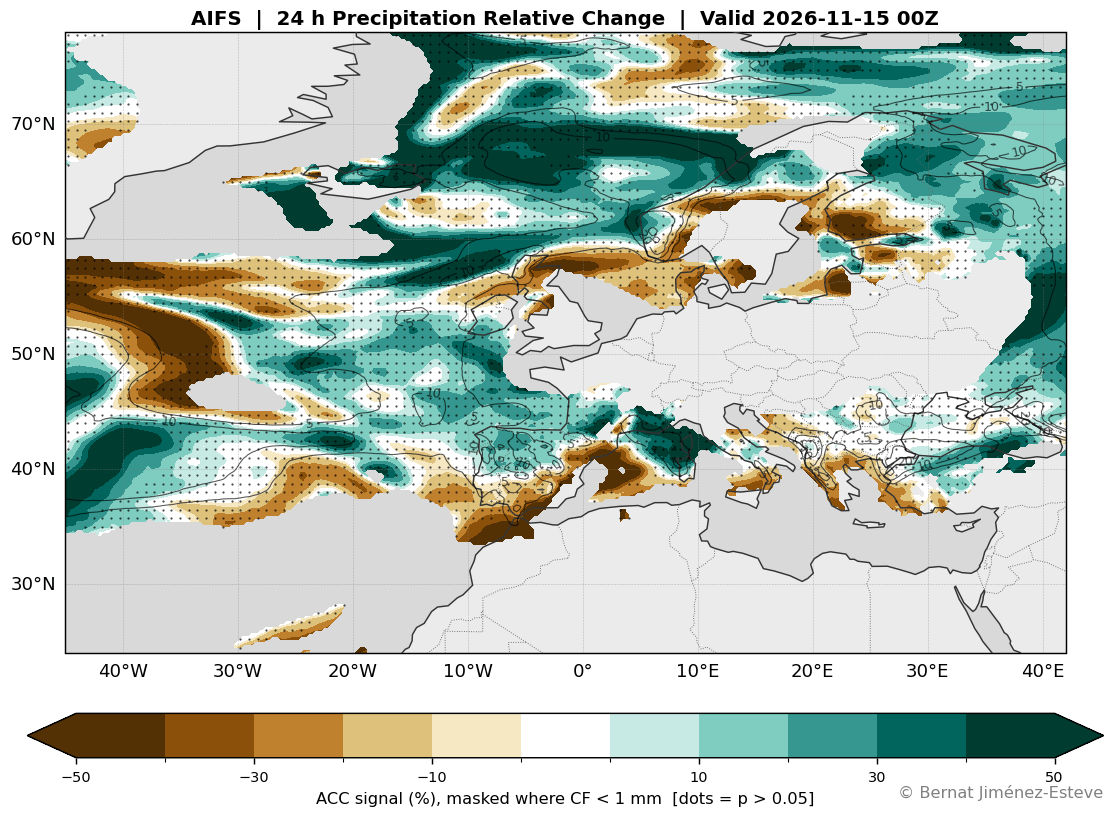 AIFS | 24 h Precipitation Relative Change | Valid 2026-11-15 00Z
70°N
60°N
50°N
40°N
30°N
40°W 30°W 20°W 10°W 0° 10°E 20°E 30°E 40°E
−50 −30 −10 10 30 50
ACC signal (%), masked where CF < 1 mm [dots = p > 0.05]
© Bernat Jiménez-Esteve